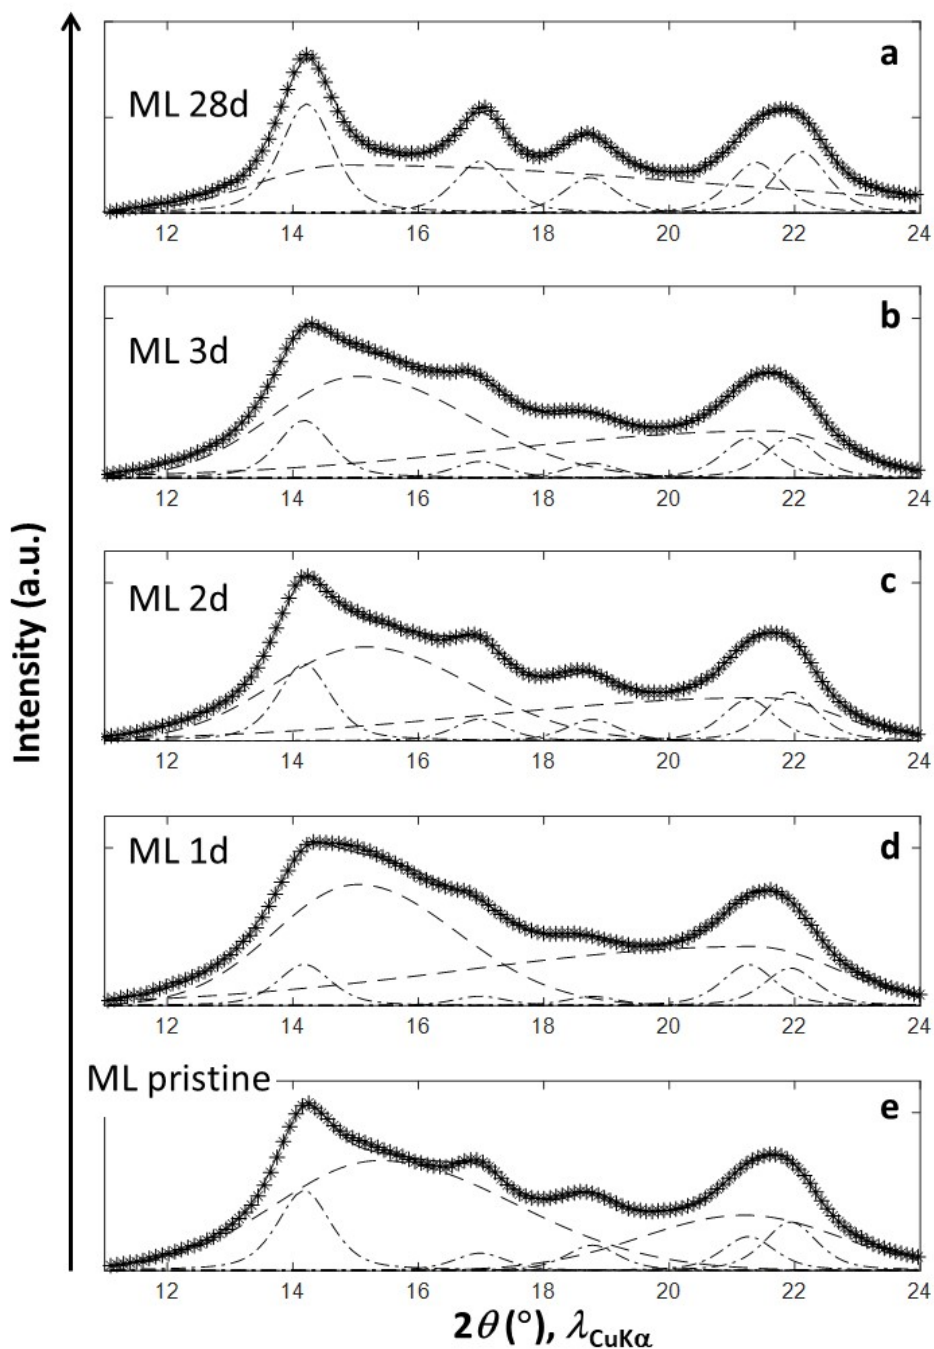 a
ML 28d
12 14 16 18 20 22 24
b
ML 3d
12 14 16 18 20 22 24
c
ML 2d
12 14 16 18 20 22 24
d
ML 1d
12 14 16 18 20 22 24
ML pristine
e
12 14 16 18 20 22 24
2θ (°), λCuKα
Intensity (a.u.)